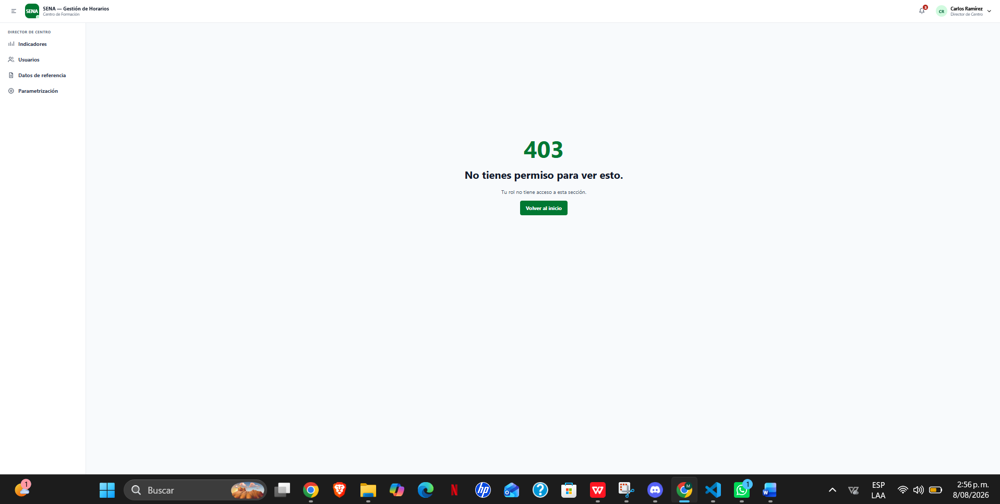 SENA
SENA — Gestión de Horarios
Centro de Formación
3
CR
Carlos Ramírez
Director de Centro
DIRECTOR DE CENTRO
Indicadores
Usuarios
Datos de referencia
Parametrización
403
No tienes permiso para ver esto.
Tu rol no tiene acceso a esta sección.
Volver al inicio
1
Buscar
N
hp
O
?
W
M
1
W
ESP
LAA
2:56 p.m.
8/08/2026